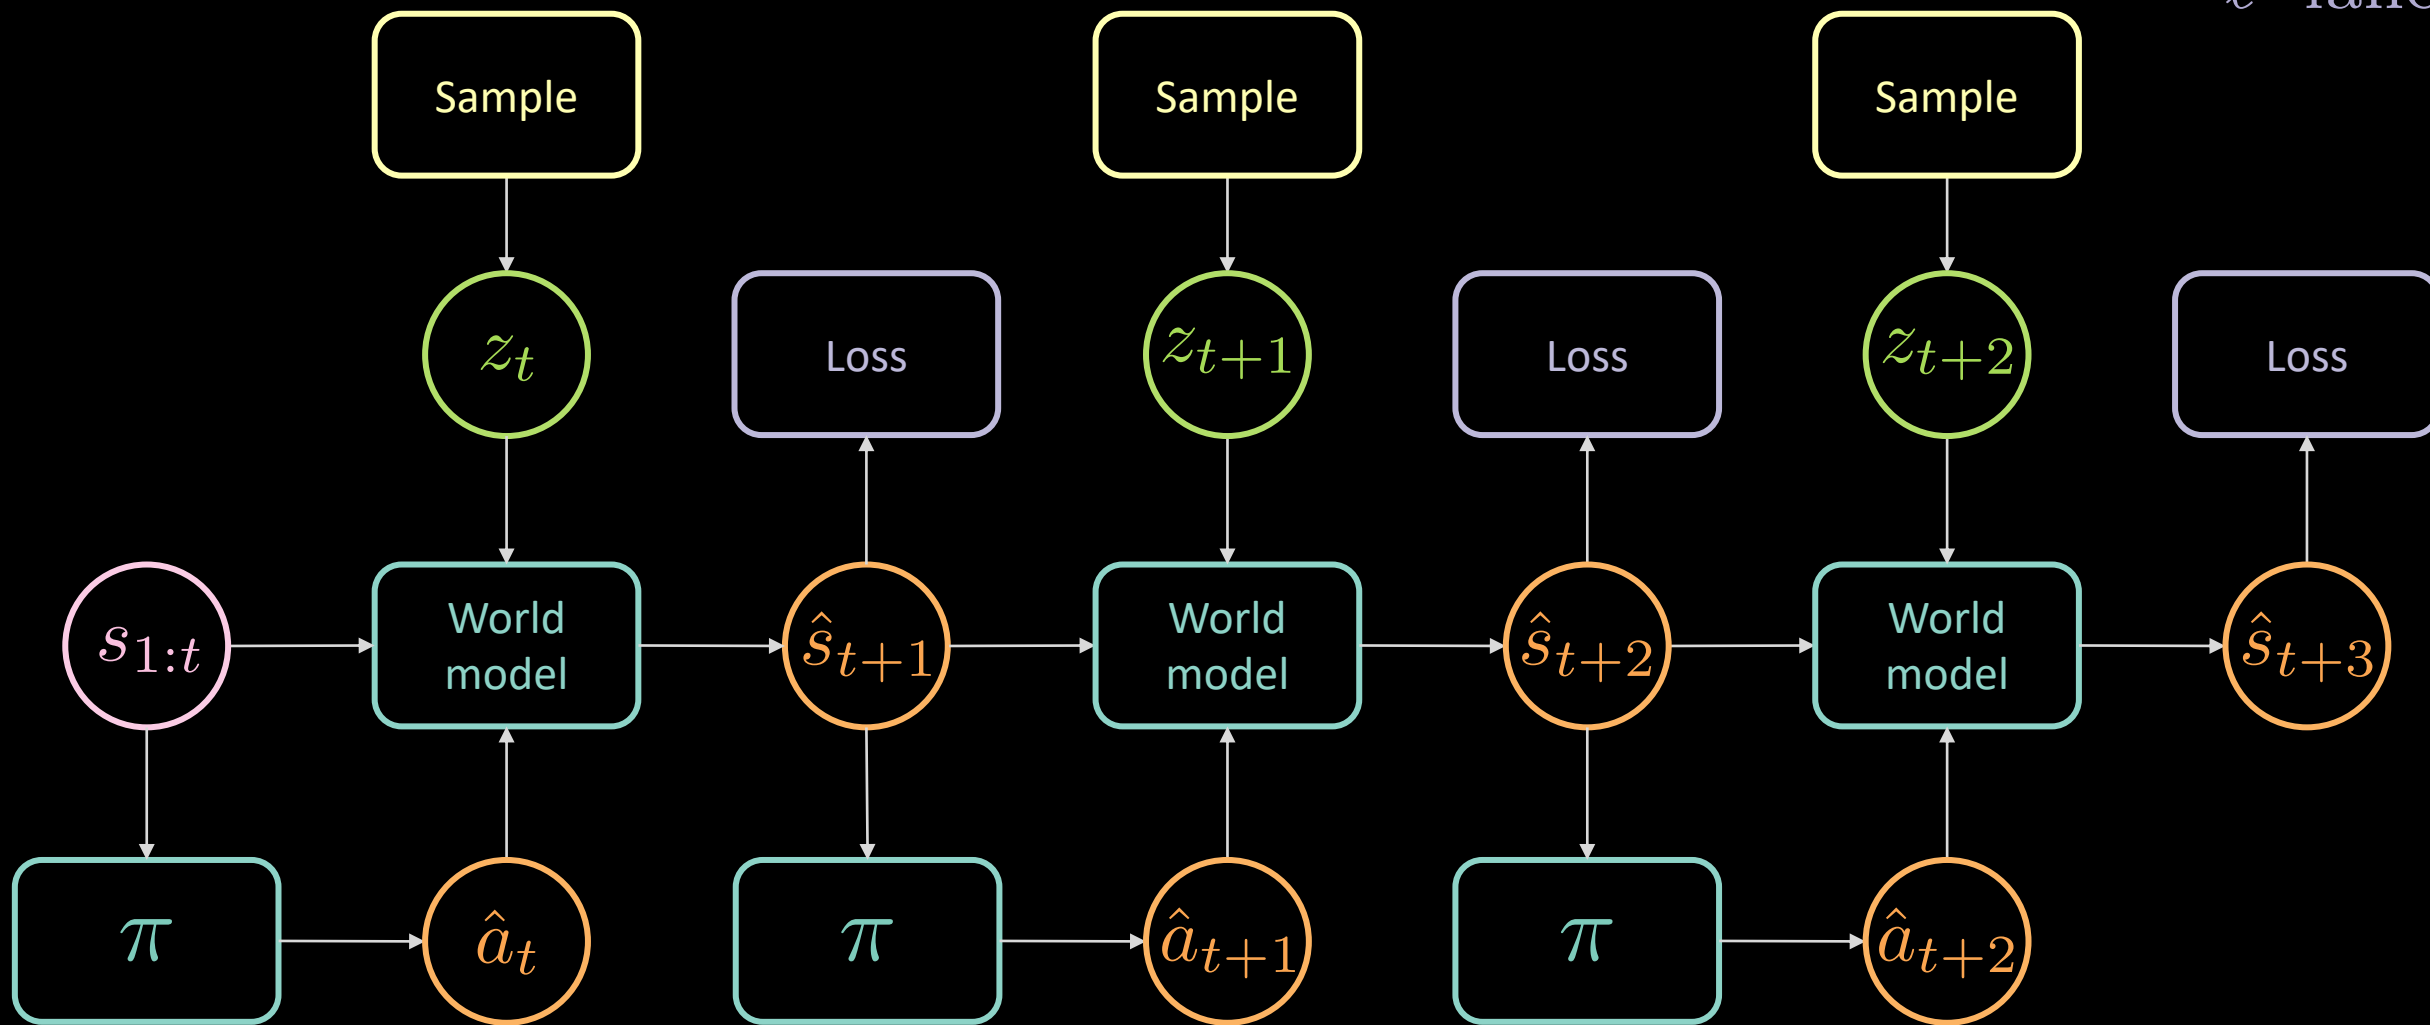 Sample Sample Sample
z_t Loss z_{t+1} Loss z_{t+2} Loss
s_{1:t} World model ŝ_{t+1} World model ŝ_{t+2} World model ŝ_{t+3}
π â_t π â_{t+1} π â_{t+2}